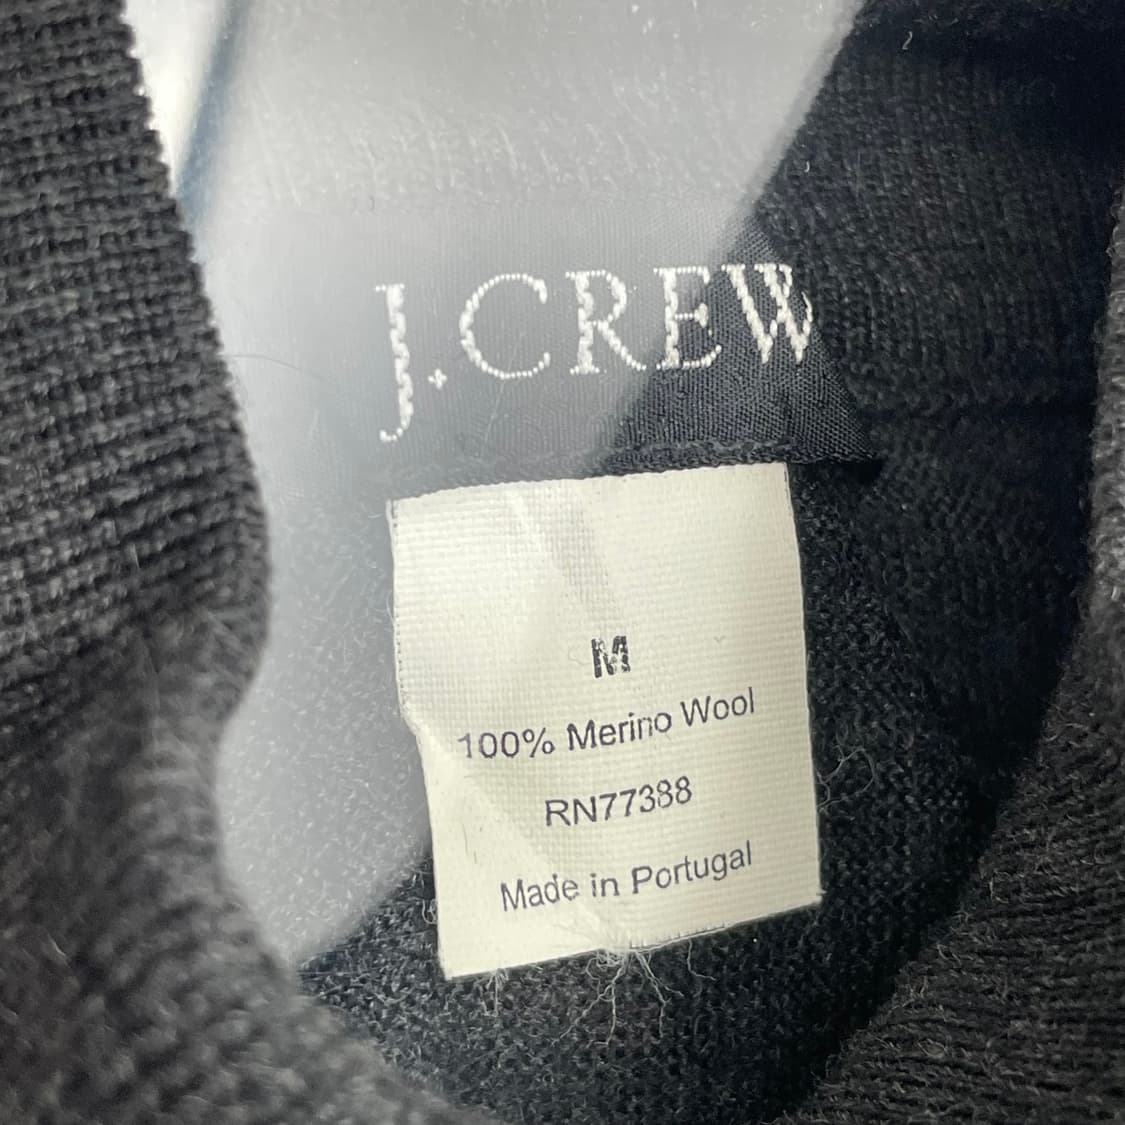 J.CREW
M
100% Merino Wool
RN77388
Made in Portugal